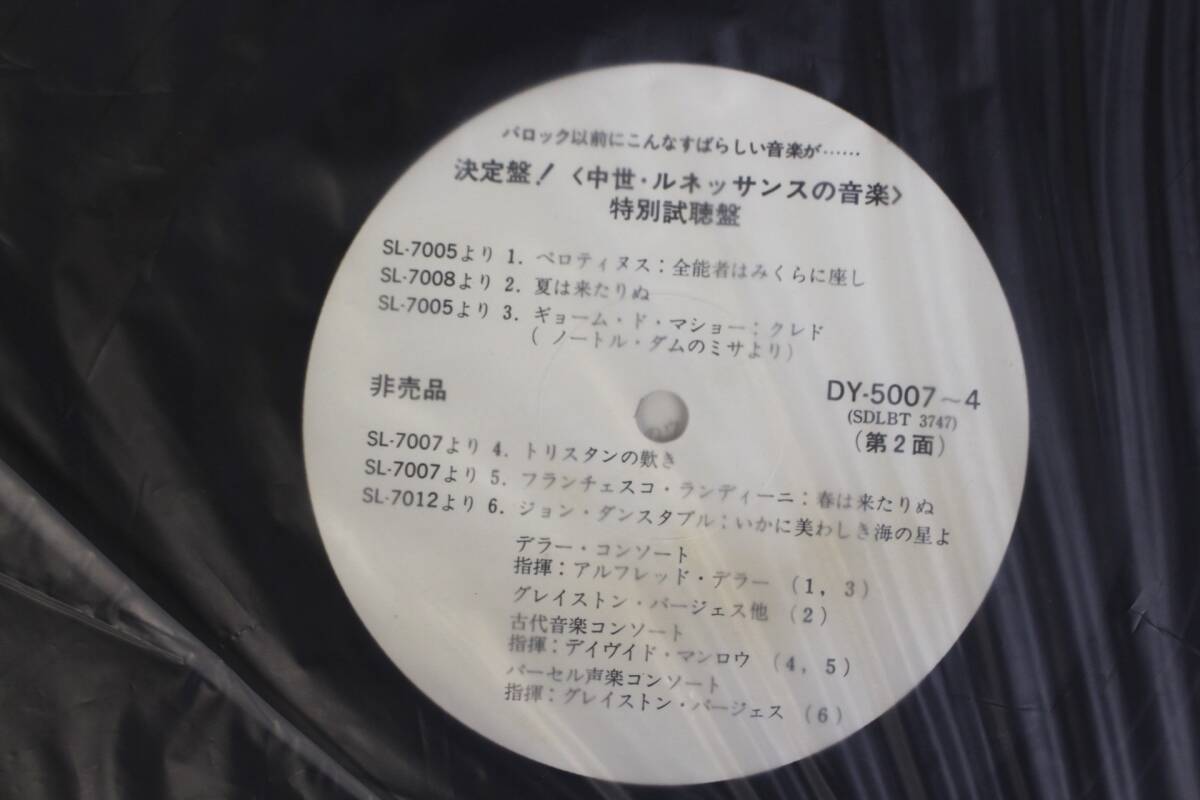 バロック以前にこんなすばらしい音楽が……
決定盤！〈中世・ルネッサンスの音楽〉
特別試聴盤
SL-7005より 1. ペロティヌス：全能者はみくらに座し
SL-7008より 2. 夏は来たりぬ
SL-7005より 3. ギョーム・ド・マショー：クレド
（ノートル・ダムのミサより）
非売品
DY-5007～4
(SDLBT 3747)
（第2面）
SL-7007より 4. トリスタンの歎き
SL-7007より 5. フランチェスコ・ランディーニ：春は来たりぬ
SL-7012より 6. ジョン・ダンスタブル：いかに美わしき海の星よ
デラー・コンソート
指揮：アルフレッド・デラー （1, 3）
グレイストン・バージェス他 （2）
古代音楽コンソート
指揮：デイヴイド・マンロウ （4, 5）
パーセル声楽コンソート
指揮：グレイストン・バージェス （6）